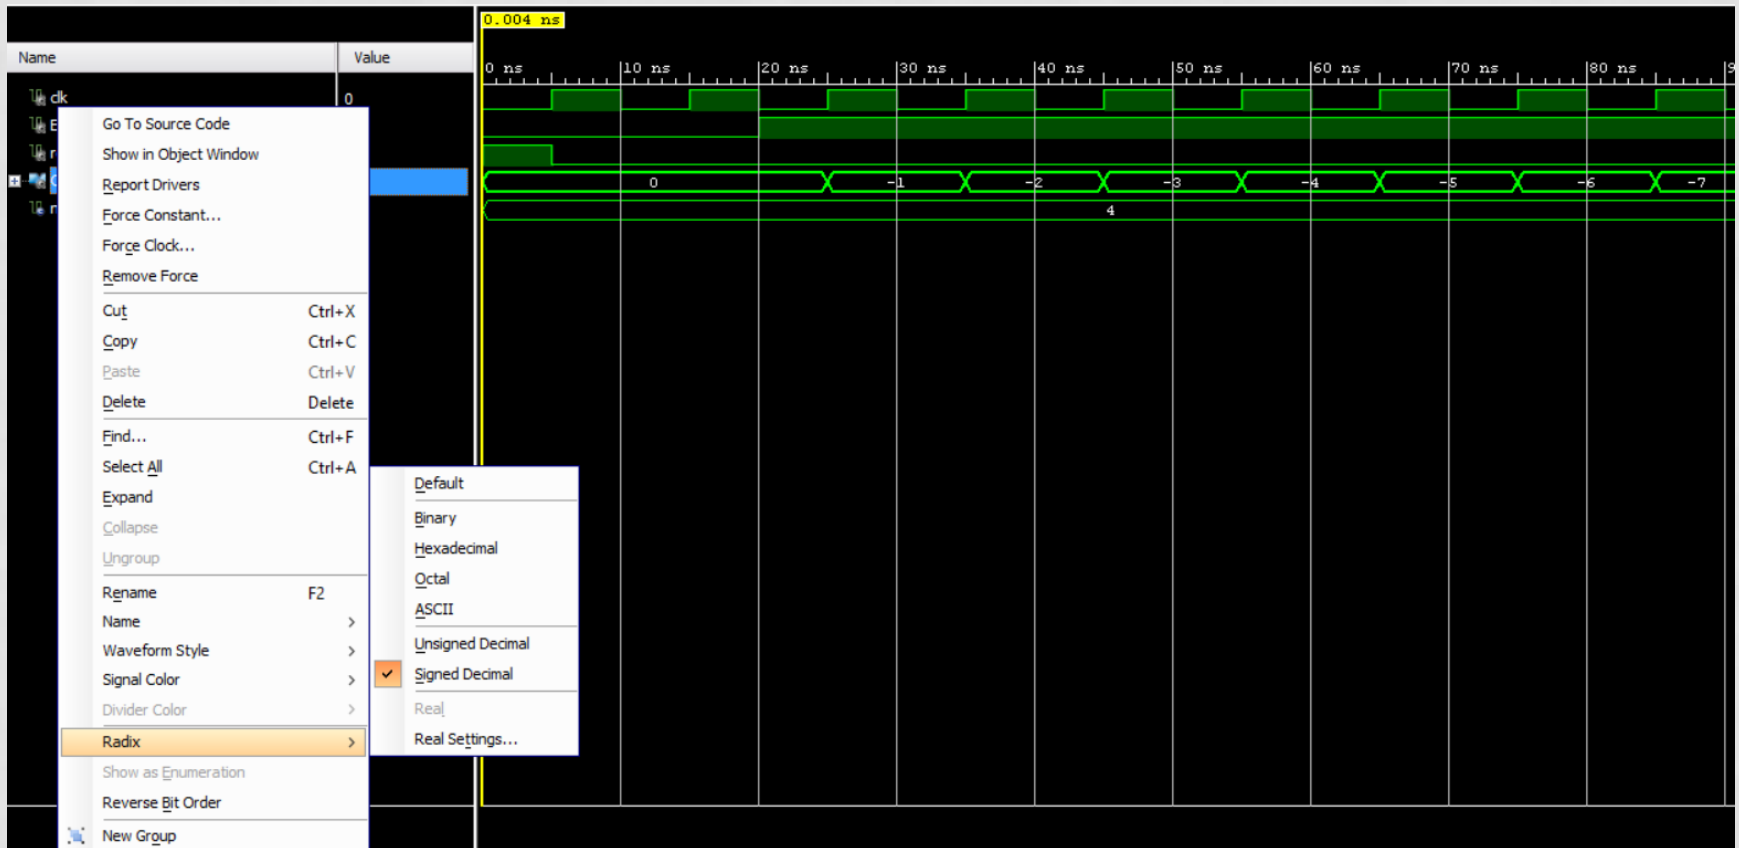 0.004 ns
Name Value
0 ns 10 ns 20 ns 30 ns 40 ns 50 ns 60 ns 70 ns 80 ns 9
clk 0
E
r
0 -1 -2 -3 -4 -5 -6 -7
n
4
Go To Source Code
Show in Object Window
Report Drivers
Force Constant...
Force Clock...
Remove Force
Cut Ctrl+X
Copy Ctrl+C
Paste Ctrl+V
Delete Delete
Find... Ctrl+F
Select All Ctrl+A
Expand
Collapse
Ungroup
Rename F2
Name
Waveform Style
Signal Color
Divider Color
Radix
Show as Enumeration
Reverse Bit Order
New Group
Default
Binary
Hexadecimal
Octal
ASCII
Unsigned Decimal
Signed Decimal
Real
Real Settings...